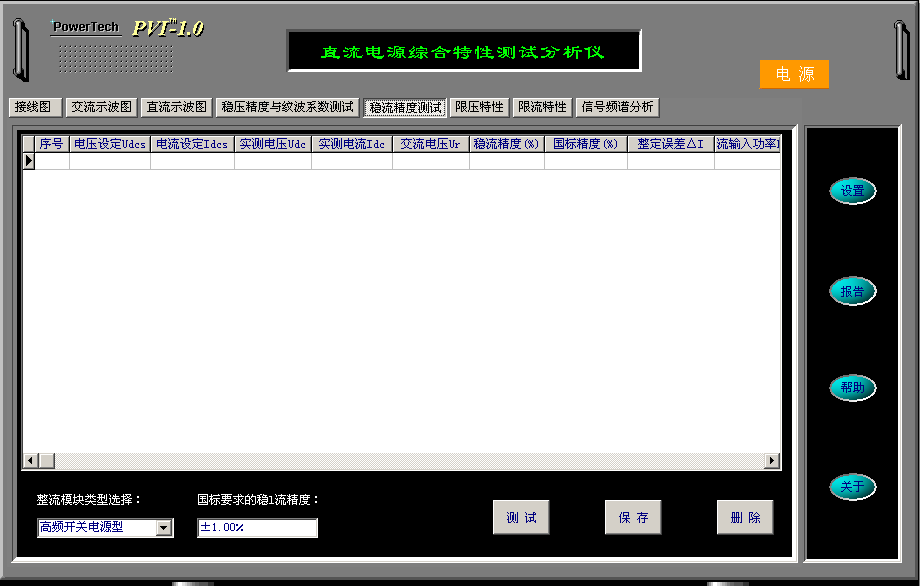 PowerTech PVI™-1.0
直流电源综合特性测试分析仪
电 源
接线图 交流示波图 直流示波图 稳压精度与纹波系数测试 稳流精度测试 限压特性 限流特性 信号频谱分析
序号 电压设定Udcs 电流设定Idcs 实测电压Udc 实测电流Idc 交流电压Ur 稳流精度(%) 国标精度(%) 整定误差△I 流输入功率
设置
报告
帮助
关于
整流模块类型选择： 国标要求的稳1流精度：
高频开关电源型 ±1.00% 测 试 保 存 删 除